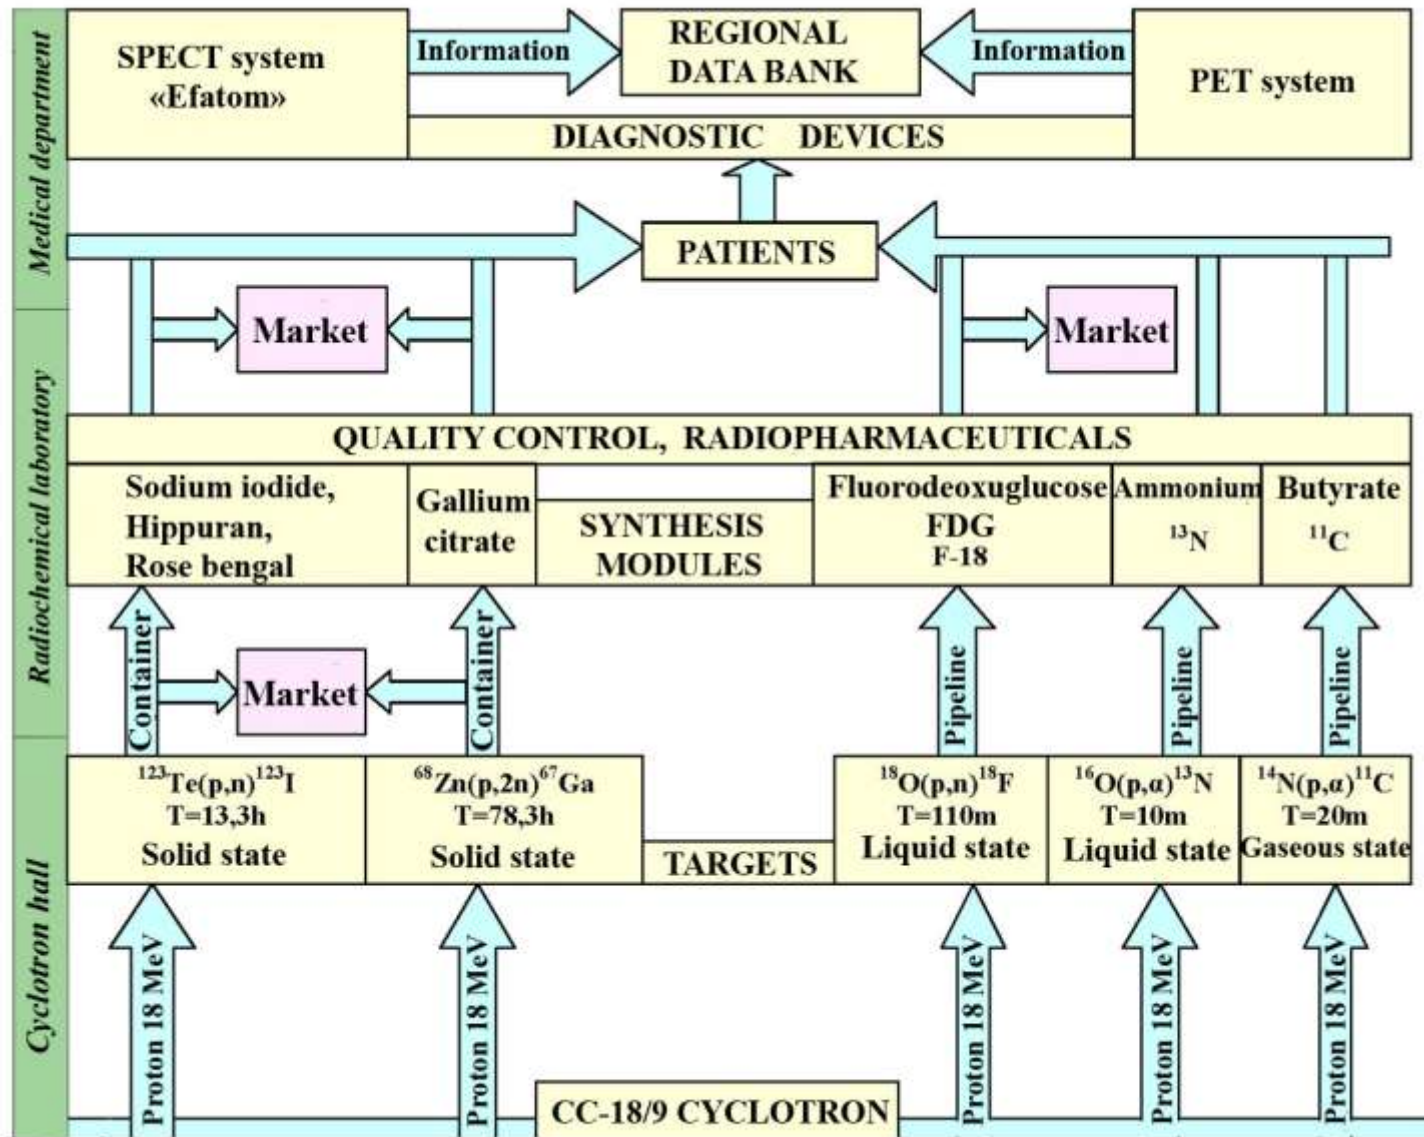 Medical department
SPECT system
«Efatom»
Information
REGIONAL
DATA BANK
Information
PET system
DIAGNOSTIC DEVICES
PATIENTS
Market
Market
Radiochemical laboratory
QUALITY CONTROL, RADIOPHARMACEUTICALS
Sodium iodide,
Hippuran,
Rose bengal
Gallium
citrate
SYNTHESIS
MODULES
Fluorodeoxuglucose
FDG
F-18
Ammonium
¹³N
Butyrate
¹¹C
Container
Market
Container
Pipeline
Pipeline
Pipeline
Cyclotron hall
¹²³Te(p,n)¹²³I
T=13,3h
Solid state
⁶⁸Zn(p,2n)⁶⁷Ga
T=78,3h
Solid state
TARGETS
¹⁸O(p,n)¹⁸F
T=110m
Liquid state
¹⁶O(p,α)¹³N
T=10m
Liquid state
¹⁴N(p,α)¹¹C
T=20m
Gaseous state
Proton 18 MeV
Proton 18 MeV
Proton 18 MeV
Proton 18 MeV
Proton 18 MeV
CC-18/9 CYCLOTRON